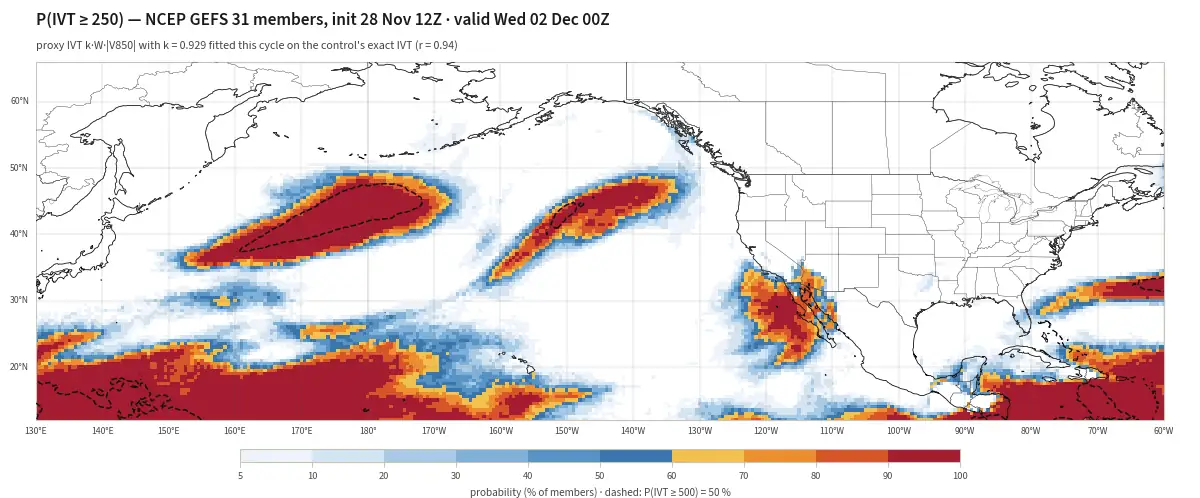 P(IVT ≥ 250) — NCEP GEFS 31 members, init 28 Nov 12Z · valid Wed 02 Dec 00Z
proxy IVT k·W·|V850| with k = 0.929 fitted this cycle on the control's exact IVT (r = 0.94)
60°N
50°N
40°N
30°N
20°N
130°E 140°E 150°E 160°E 170°E 180° 170°W 160°W 150°W 140°W 130°W 120°W 110°W 100°W 90°W 80°W 70°W 60°W
5 10 20 30 40 50 60 70 80 90 100
probability (% of members) · dashed: P(IVT ≥ 500) = 50 %